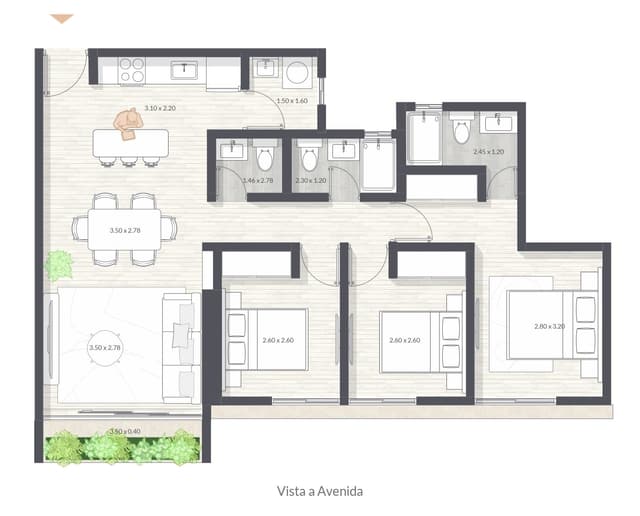 3.10 x 2.20
1.50 x 1.60
2.45 x 1.20
1.46 x 2.78
2.30 x 1.20
3.50 x 2.78
2.60 x 2.60
2.60 x 2.60
2.80 x 3.20
3.50 x 2.78
3.50 x 0.40
Vista a Avenida